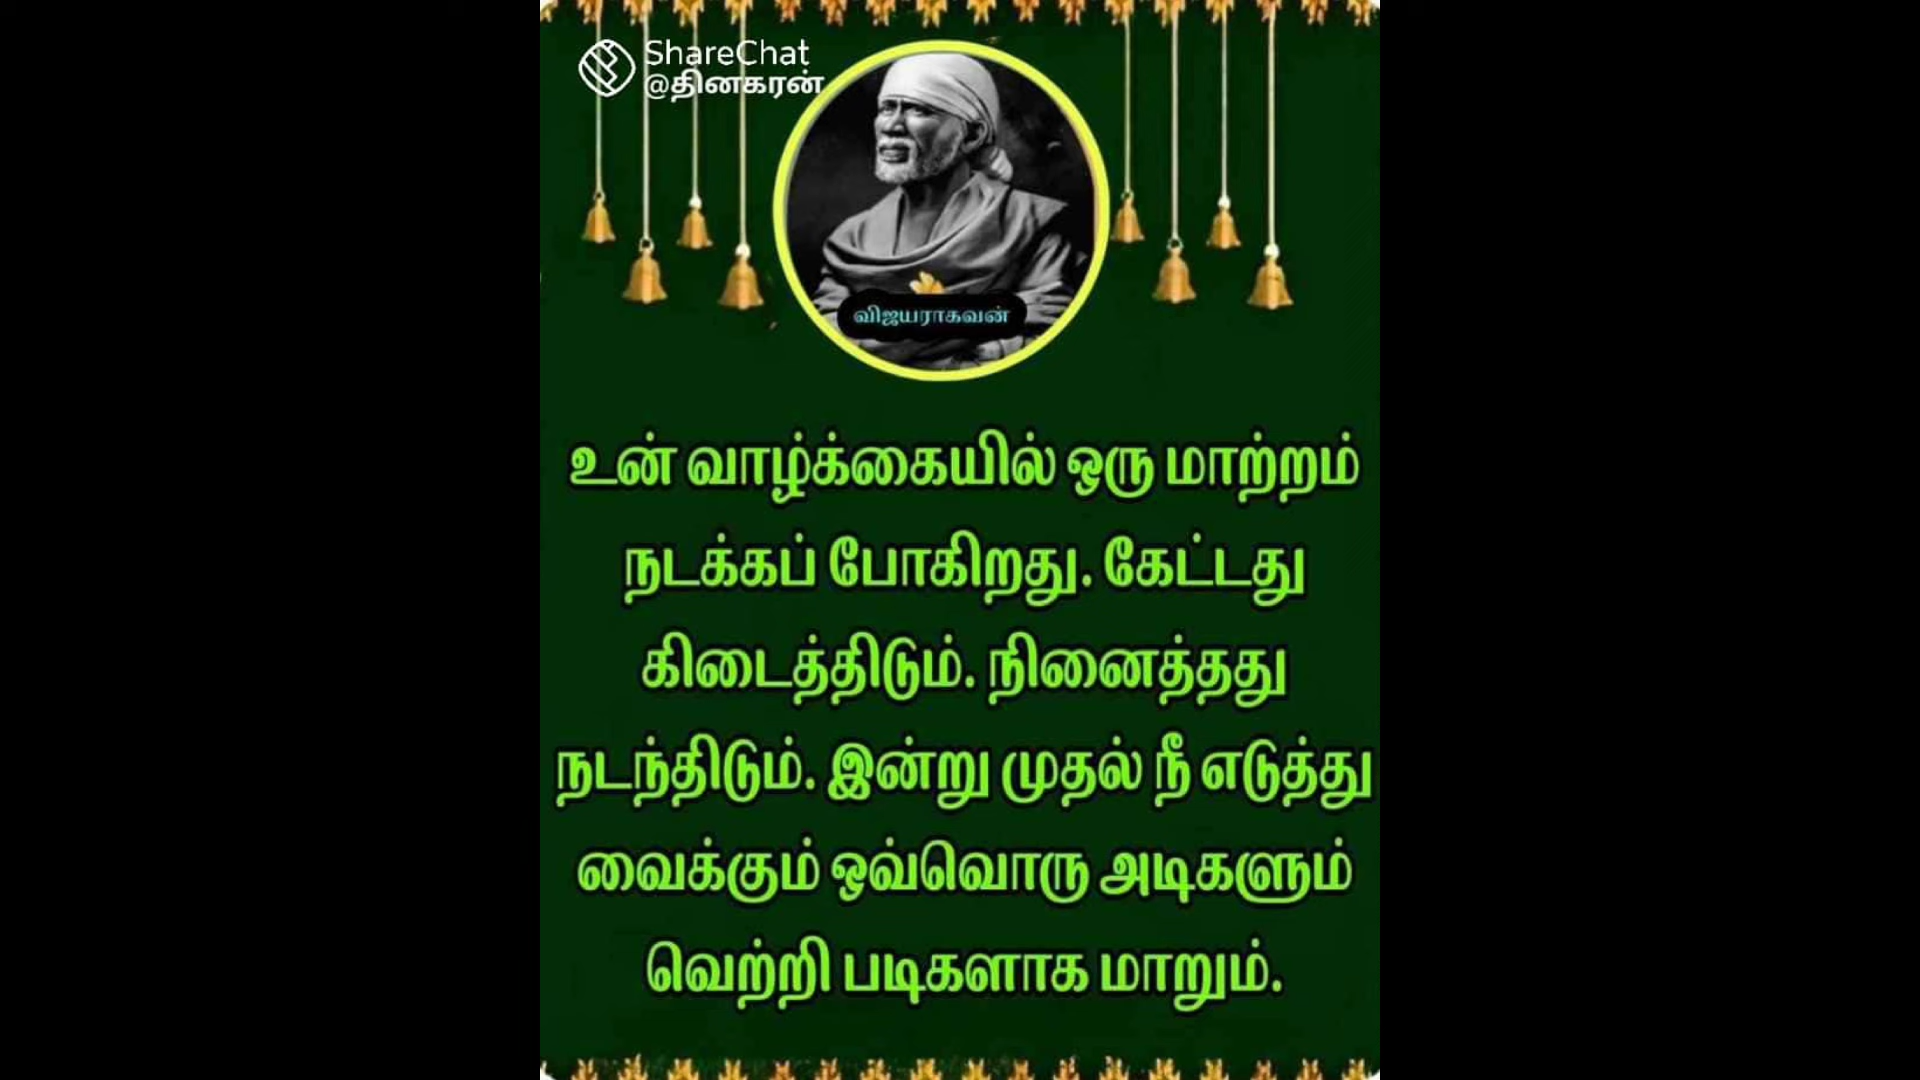 ShareChat
@தினகரன்
விஜயராகவன்
உன் வாழ்க்கையில் ஒரு மாற்றம்
நடக்கப் போகிறது. கேட்டது
கிடைத்திடும். நினைத்தது
நடந்திடும். இன்று முதல் நீ எடுத்து
வைக்கும் ஒவ்வொரு அடிகளும்
வெற்றி படிகளாக மாறும்.